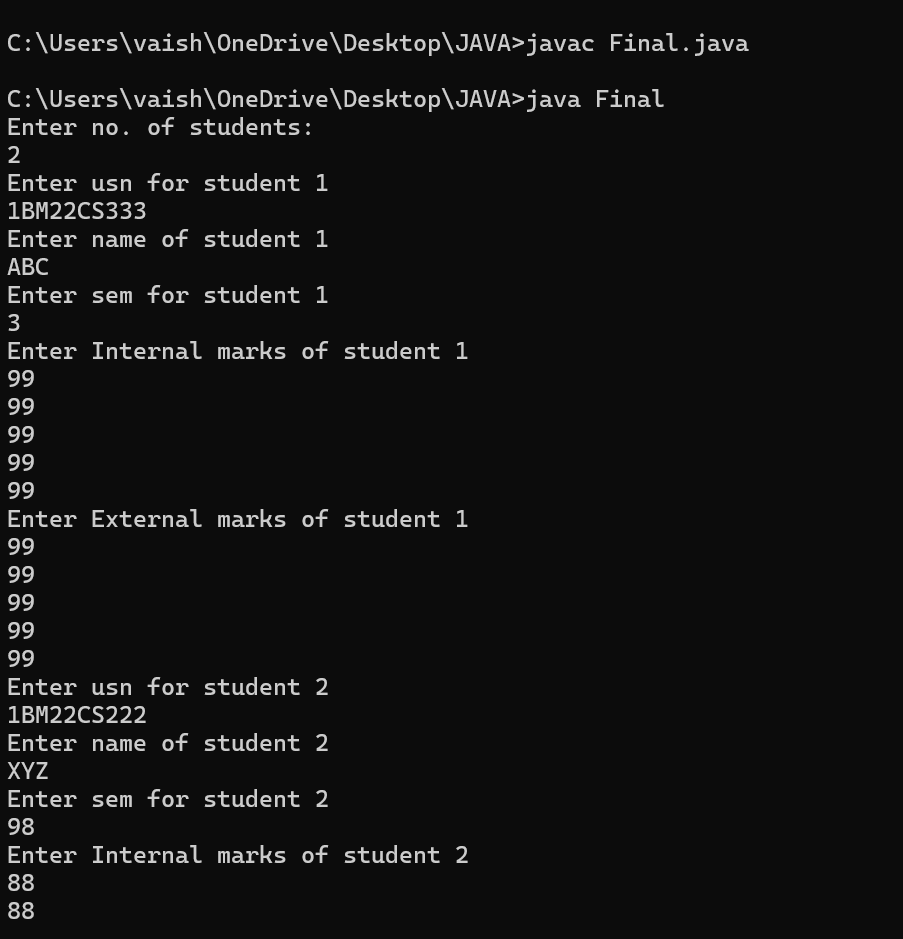 C:\Users\vaish\OneDrive\Desktop\JAVA>javac Final.java
C:\Users\vaish\OneDrive\Desktop\JAVA>java Final
Enter no. of students:
2
Enter usn for student 1
1BM22CS333
Enter name of student 1
ABC
Enter sem for student 1
3
Enter Internal marks of student 1
99
99
99
99
99
Enter External marks of student 1
99
99
99
99
99
Enter usn for student 2
1BM22CS222
Enter name of student 2
XYZ
Enter sem for student 2
98
Enter Internal marks of student 2
88
88